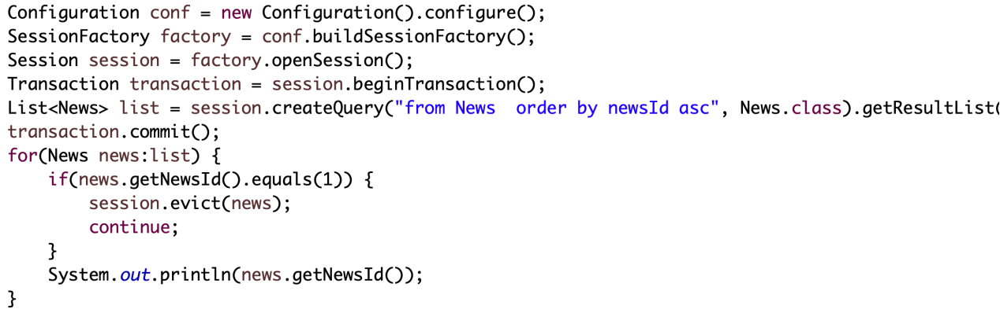 Configuration conf = new Configuration().configure();
SessionFactory factory = conf.buildSessionFactory();
Session session = factory.openSession();
Transaction transaction = session.beginTransaction();
List<News> list = session.createQuery("from News  order by newsId asc", News.class).getResultList(
transaction.commit();
for(News news:list) {
    if(news.getNewsId().equals(1)) {
        session.evict(news);
        continue;
    }
    System.out.println(news.getNewsId());
}